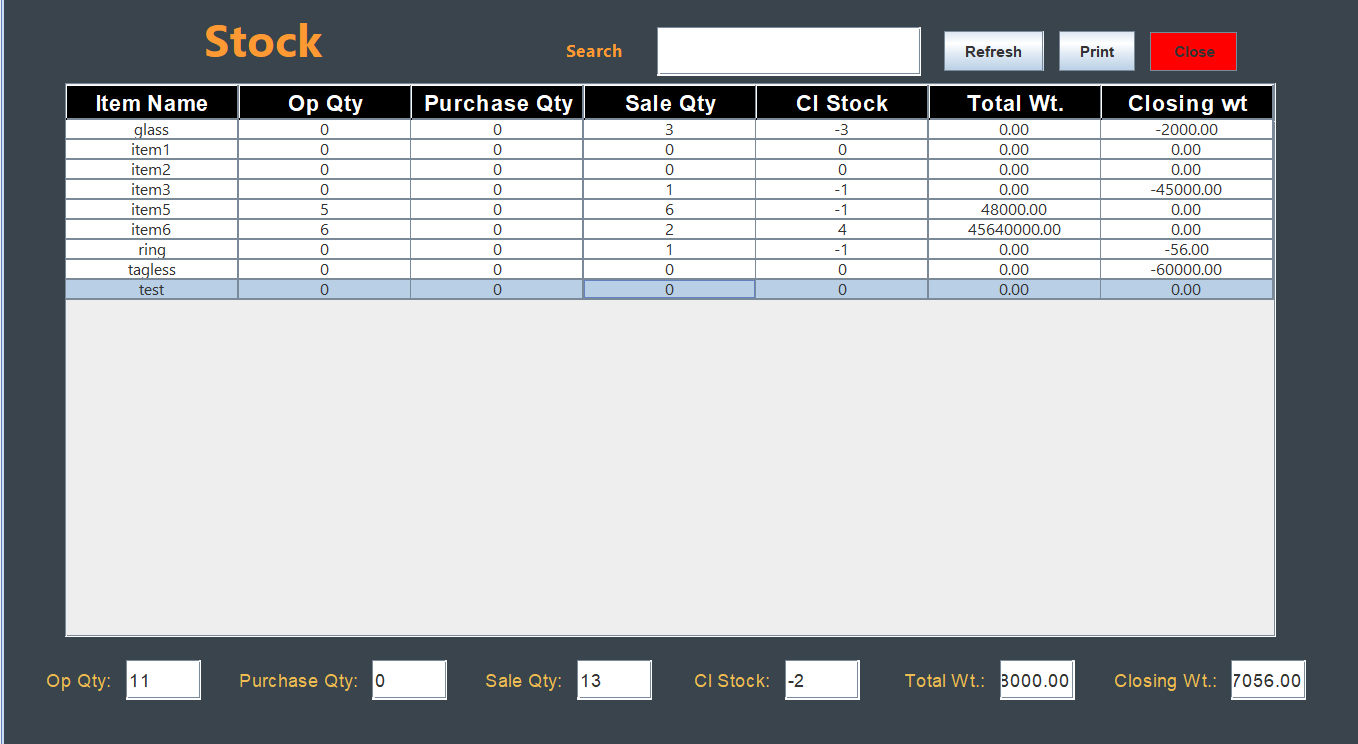 Stock
Search Refresh Print Close
Item Name Op Qty Purchase Qty Sale Qty Cl Stock Total Wt. Closing wt
glass 0 0 3 -3 0.00 -2000.00
item1 0 0 0 0 0.00 0.00
item2 0 0 0 0 0.00 0.00
item3 0 0 1 -1 0.00 -45000.00
item5 5 0 6 -1 48000.00 0.00
item6 6 0 2 4 45640000.00 0.00
ring 0 0 1 -1 0.00 -56.00
tagless 0 0 0 0 0.00 -60000.00
test 0 0 0 0 0.00 0.00
Op Qty: 11 Purchase Qty: 0 Sale Qty: 13 Cl Stock: -2 Total Wt.: 8000.00 Closing Wt.: 7056.00